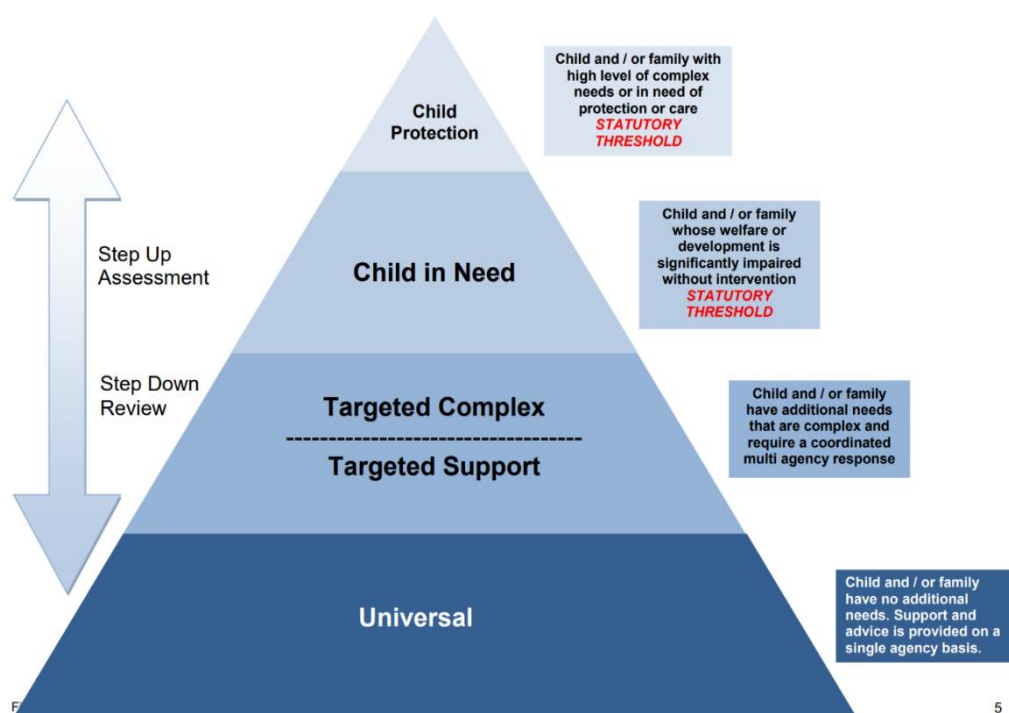 Child
Protection
Child and / or family with
high level of complex
needs or in need of
protection or care
STATUTORY
THRESHOLD
Step Up
Assessment
Child in Need
Child and / or family
whose welfare or
development is
significantly impaired
without intervention
STATUTORY
THRESHOLD
Step Down
Review
Targeted Complex
Targeted Support
Child and / or family
have additional needs
that are complex and
require a coordinated
multi agency response
Universal
Child and / or family
have no additional
needs. Support and
advice is provided on a
single agency basis.
5